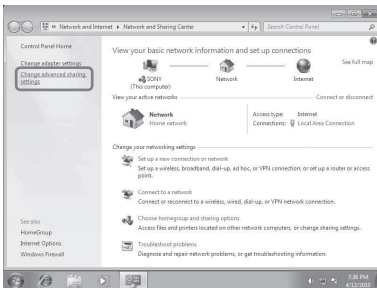 « Network and Internet ▸ Network and Sharing Center
Search Control Panel
Control Panel Home
Change adapter settings
Change advanced sharing
settings
View your basic network information and set up connections
See full map
SONY
(This computer)
Network
Internet
View your active networks
Connect or disconnect
Network
Home network
Access type: Internet
Connections: Local Area Connection
Change your networking settings
Set up a new connection or network
Set up a wireless, broadband, dial-up, ad hoc, or VPN connection; or set up a router or access
point.
Connect to a network
Connect or reconnect to a wireless, wired, dial-up, or VPN network connection.
Choose homegroup and sharing options
Access files and printers located on other network computers, or change sharing settings.
Troubleshoot problems
Diagnose and repair network problems, or get troubleshooting information.
See also
HomeGroup
Internet Options
Windows Firewall
7:36 PM
4/12/2010